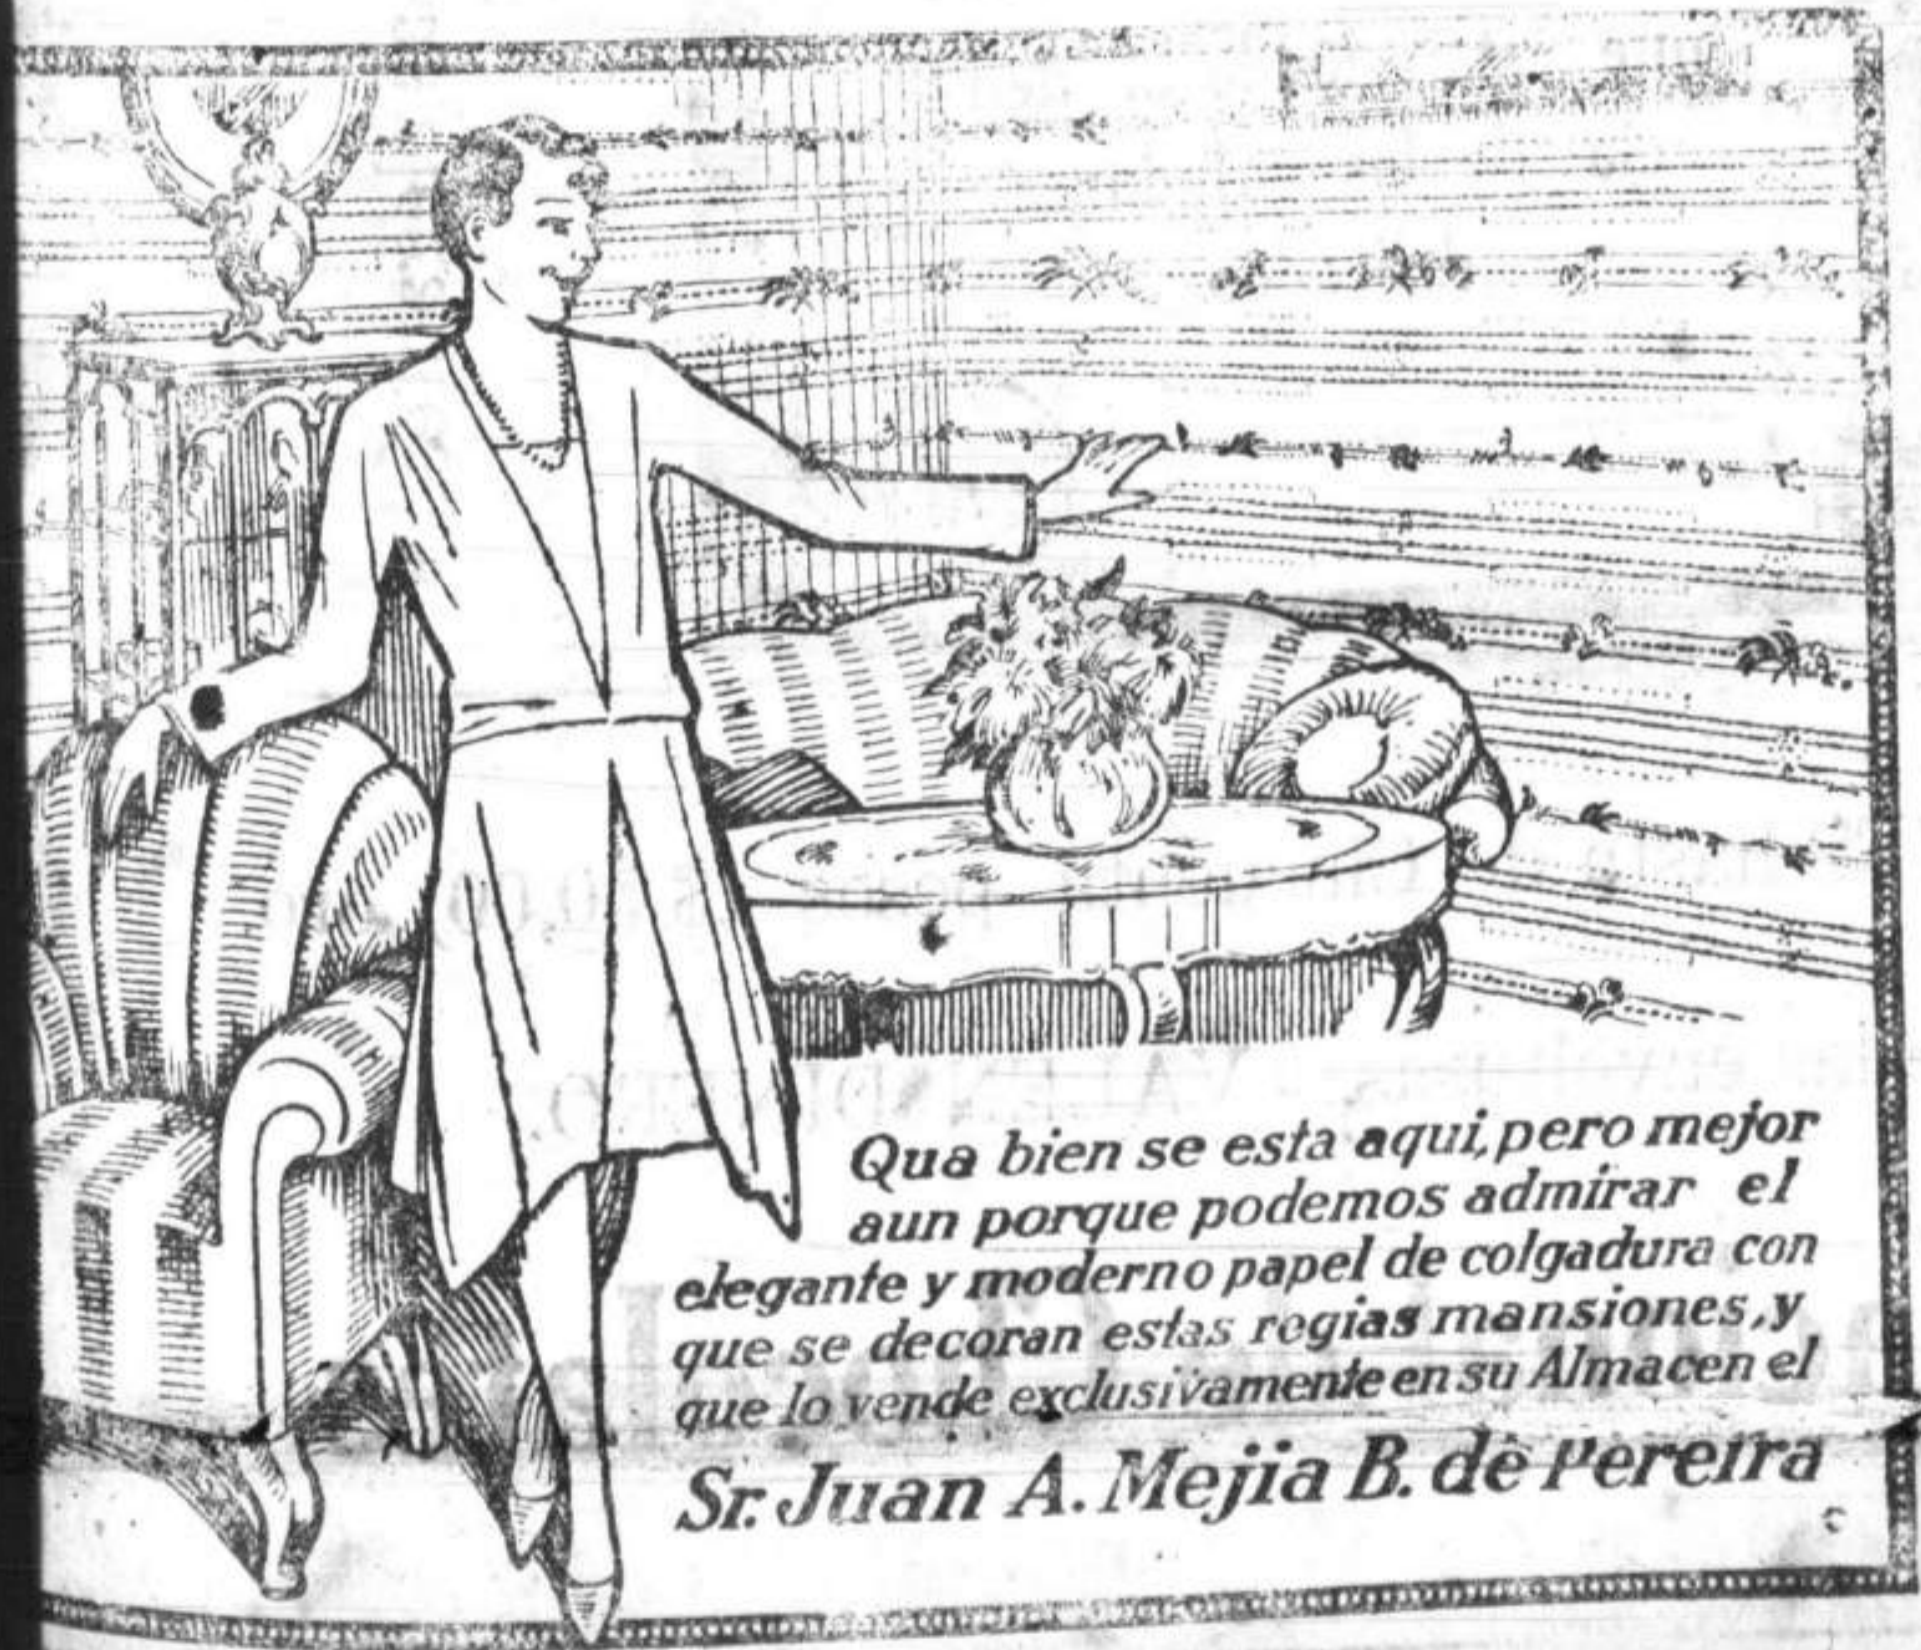 Qua bien se esta aqui, pero mejor
aun porque podemos admirar el
elegante y moderno papel de colgadura con
que se decoran estas regias mansiones, y
que lo vende exclusivamente en su Almacen el
Sr. Juan A. Mejia B. de Pereira